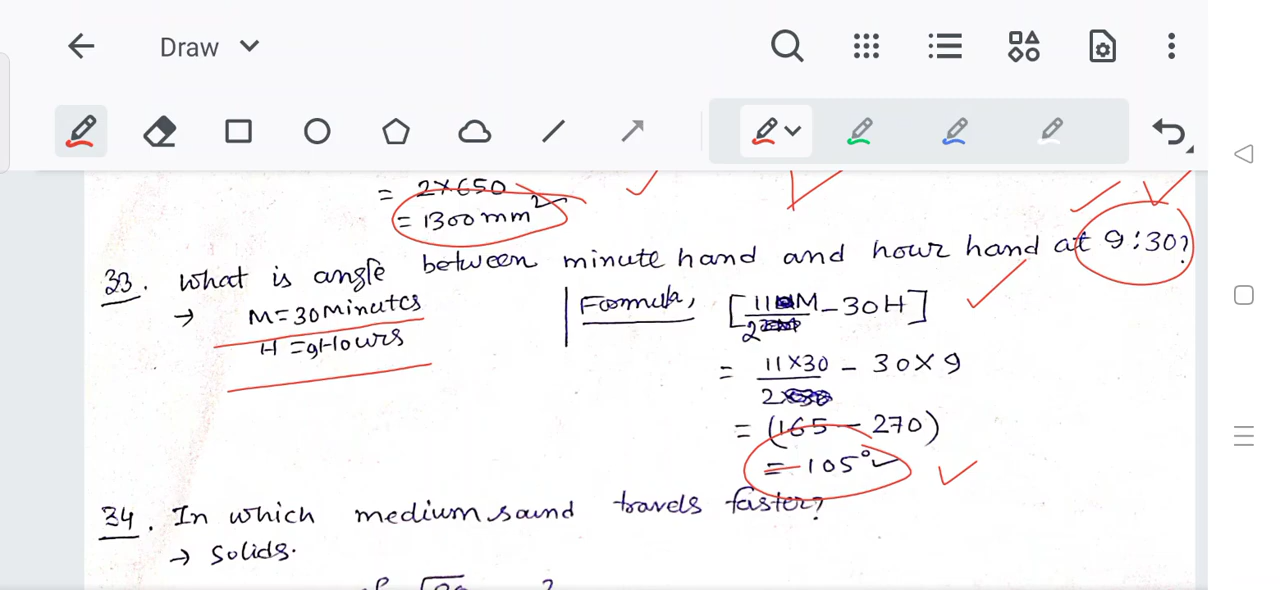 Draw
= 2×650
= 1300 mm²
33. What is angle between minute hand and hour hand at 9:30?
→ M = 30 Minutes
H = 9 Hours
Formula, [11M/2 - 30H]
= 11×30/2 - 30×9
= (165 - 270)
= -105°
34. In which medium sound travels faster?
→ Solids.